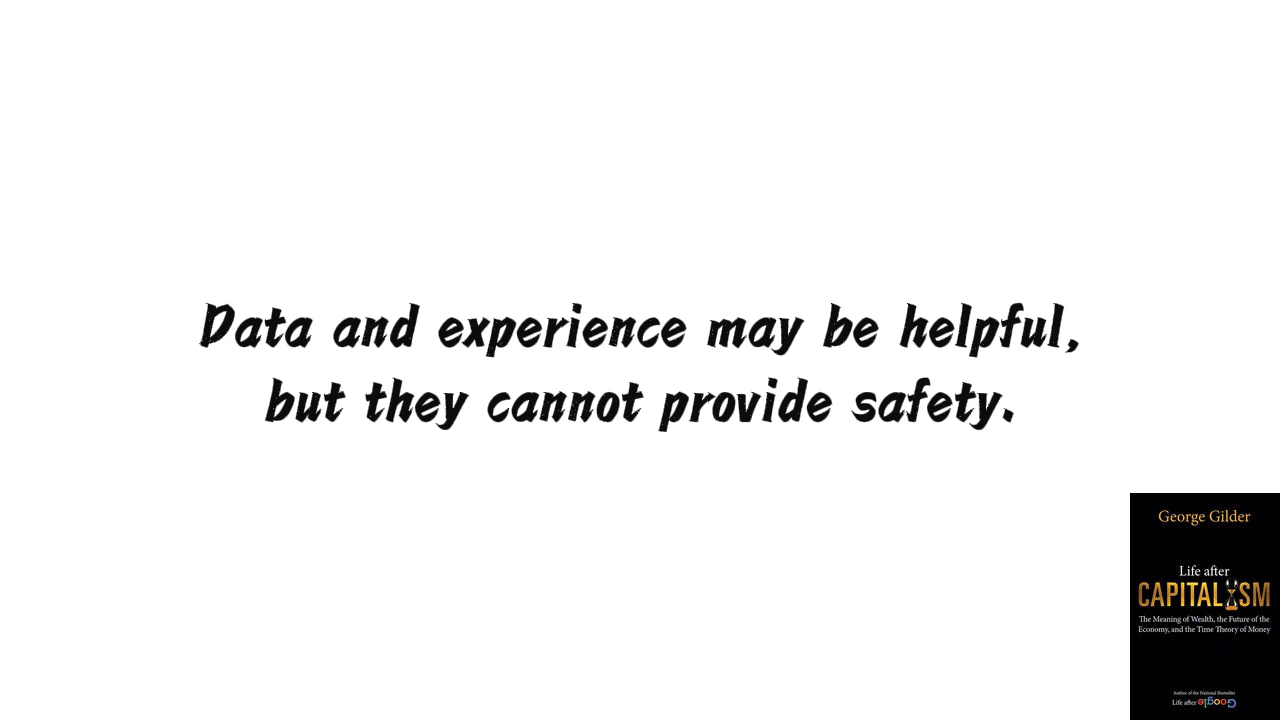 Data and experience may be helpful,
but they cannot provide safety.
George Gilder
Life after
CAPITALISM
The Meaning of Wealth, the Future of the
Economy, and the Time Theory of Money
Author of the National Bestseller
Life after Google